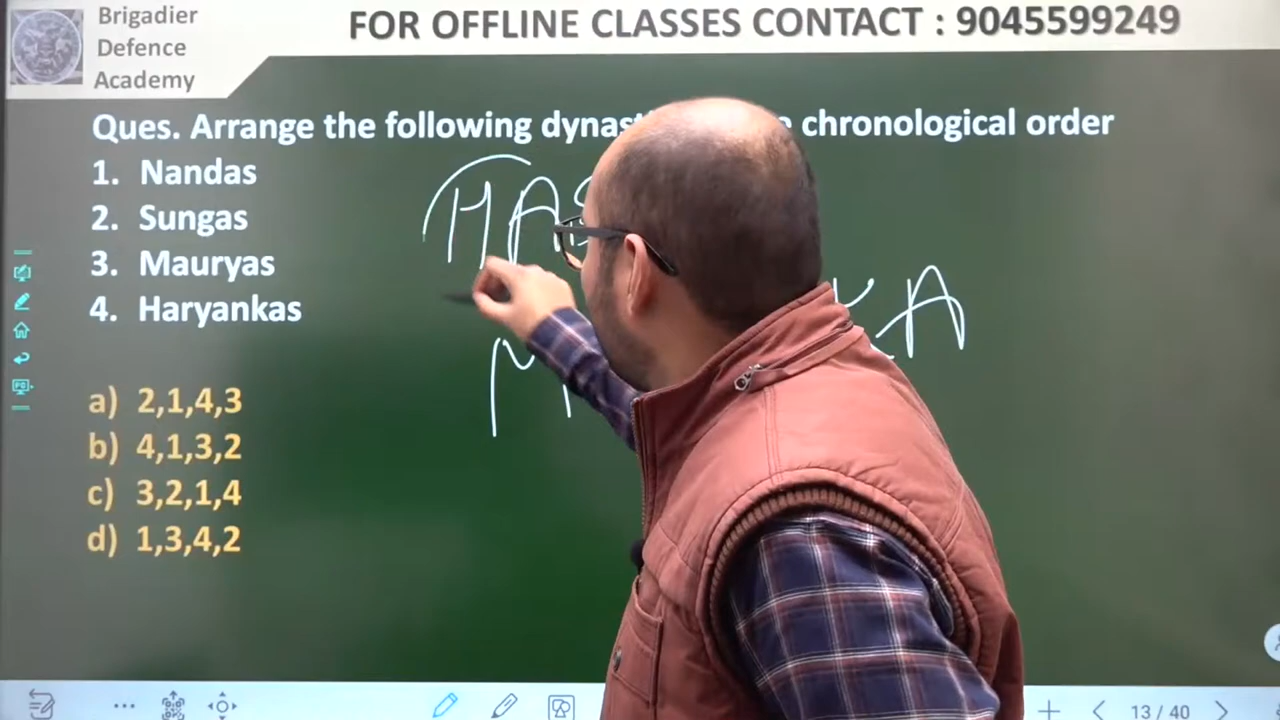 Brigadier
Defence
Academy
FOR OFFLINE CLASSES CONTACT : 9045599249
Ques. Arrange the following chronological order
1. Nandas
2. Sungas
3. Mauryas
4. Haryankas
a) 2,1,4,3
b) 4,1,3,2
c) 3,2,1,4
d) 1,3,4,2
13 / 40